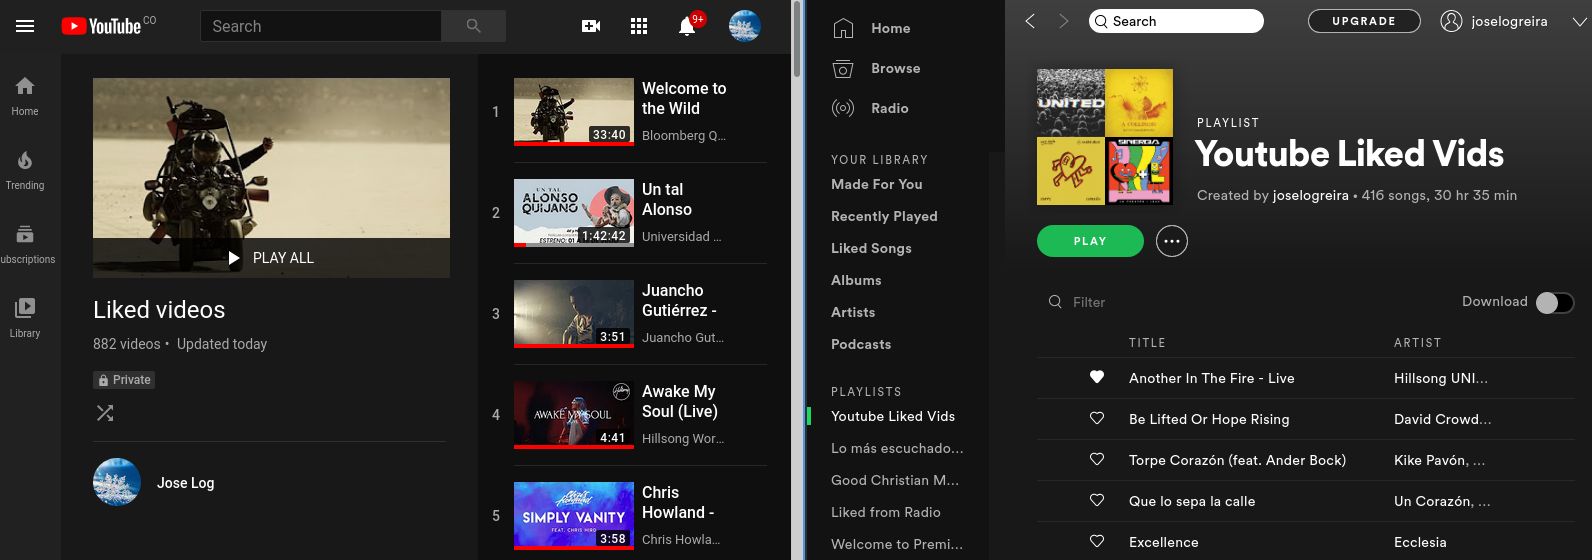 YouTube CO
Search
9+
Home
Trending
ubscriptions
Library
PLAY ALL
Liked videos
882 videos • Updated today
Private
Jose Log
1
33:40
Welcome to
the Wild
Bloomberg Q...
2
UN TAL
ALONSO
QUIJANO
ESTRENO: 01
1:42:42
Un tal
Alonso
Universidad ...
3
3:51
Juancho
Gutiérrez -
Juancho Gut...
4
AWAKE MY SOUL
4:41
Awake My
Soul (Live)
Hillsong Wor...
5
Chris Howland
SIMPLY VANITY
FEAT. CHRIS MIRO
3:58
Chris
Howland -
Chris Howla...
Home
Browse
Radio
YOUR LIBRARY
Made For You
Recently Played
Liked Songs
Albums
Artists
Podcasts
PLAYLISTS
Youtube Liked Vids
Lo más escuchado...
Good Christian M...
Liked from Radio
Welcome to Premi...
Search
UPGRADE
joselogreira
UNITED
A COLLISION
SINERGIA
C+L
PLAYLIST
Youtube Liked Vids
Created by joselogreira • 416 songs, 30 hr 35 min
PLAY
Filter
Download
TITLE ARTIST
Another In The Fire - Live Hillsong UNI...
Be Lifted Or Hope Rising David Crowd...
Torpe Corazón (feat. Ander Bock) Kike Pavón, ...
Que lo sepa la calle Un Corazón, ...
Excellence Ecclesia